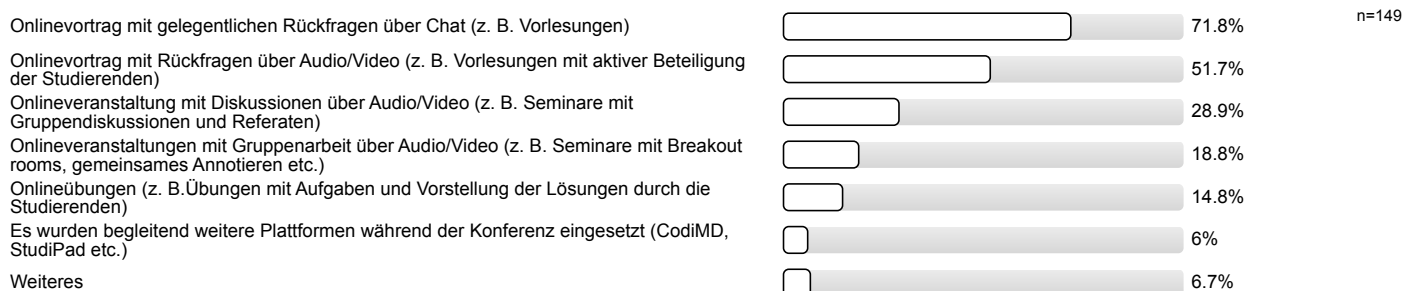 Onlinevortrag mit gelegentlichen Rückfragen über Chat (z. B. Vorlesungen) 71.8% n=149
Onlinevortrag mit Rückfragen über Audio/Video (z. B. Vorlesungen mit aktiver Beteiligung
der Studierenden) 51.7%
Onlineveranstaltung mit Diskussionen über Audio/Video (z. B. Seminare mit
Gruppendiskussionen und Referaten) 28.9%
Onlineveranstaltungen mit Gruppenarbeit über Audio/Video (z. B. Seminare mit Breakout
rooms, gemeinsames Annotieren etc.) 18.8%
Onlineübungen (z. B.Übungen mit Aufgaben und Vorstellung der Lösungen durch die
Studierenden) 14.8%
Es wurden begleitend weitere Plattformen während der Konferenz eingesetzt (CodiMD,
StudiPad etc.) 6%
Weiteres 6.7%